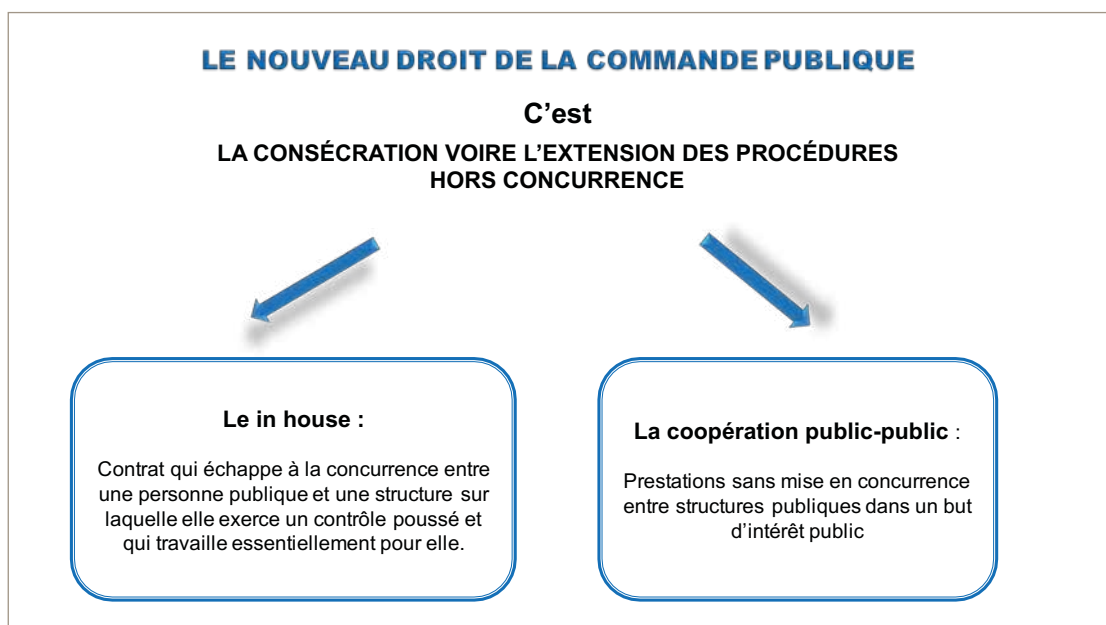 LE NOUVEAU DROIT DE LA COMMANDE PUBLIQUE
C’est
LA CONSÉCRATION VOIRE L’EXTENSION DES PROCÉDURES
HORS CONCURRENCE
Le in house :
Contrat qui échappe à la concurrence entre
une personne publique et une structure sur
laquelle elle exerce un contrôle poussé et
qui travaille essentiellement pour elle.
La coopération public-public :
Prestations sans mise en concurrence
entre structures publiques dans un but
d’intérêt public